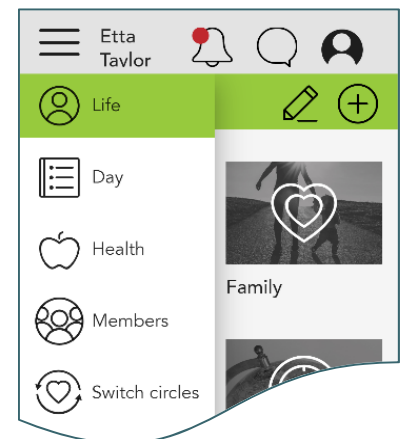 Etta
Tavlor
Life
Day
Health
Members
Switch circles
Family